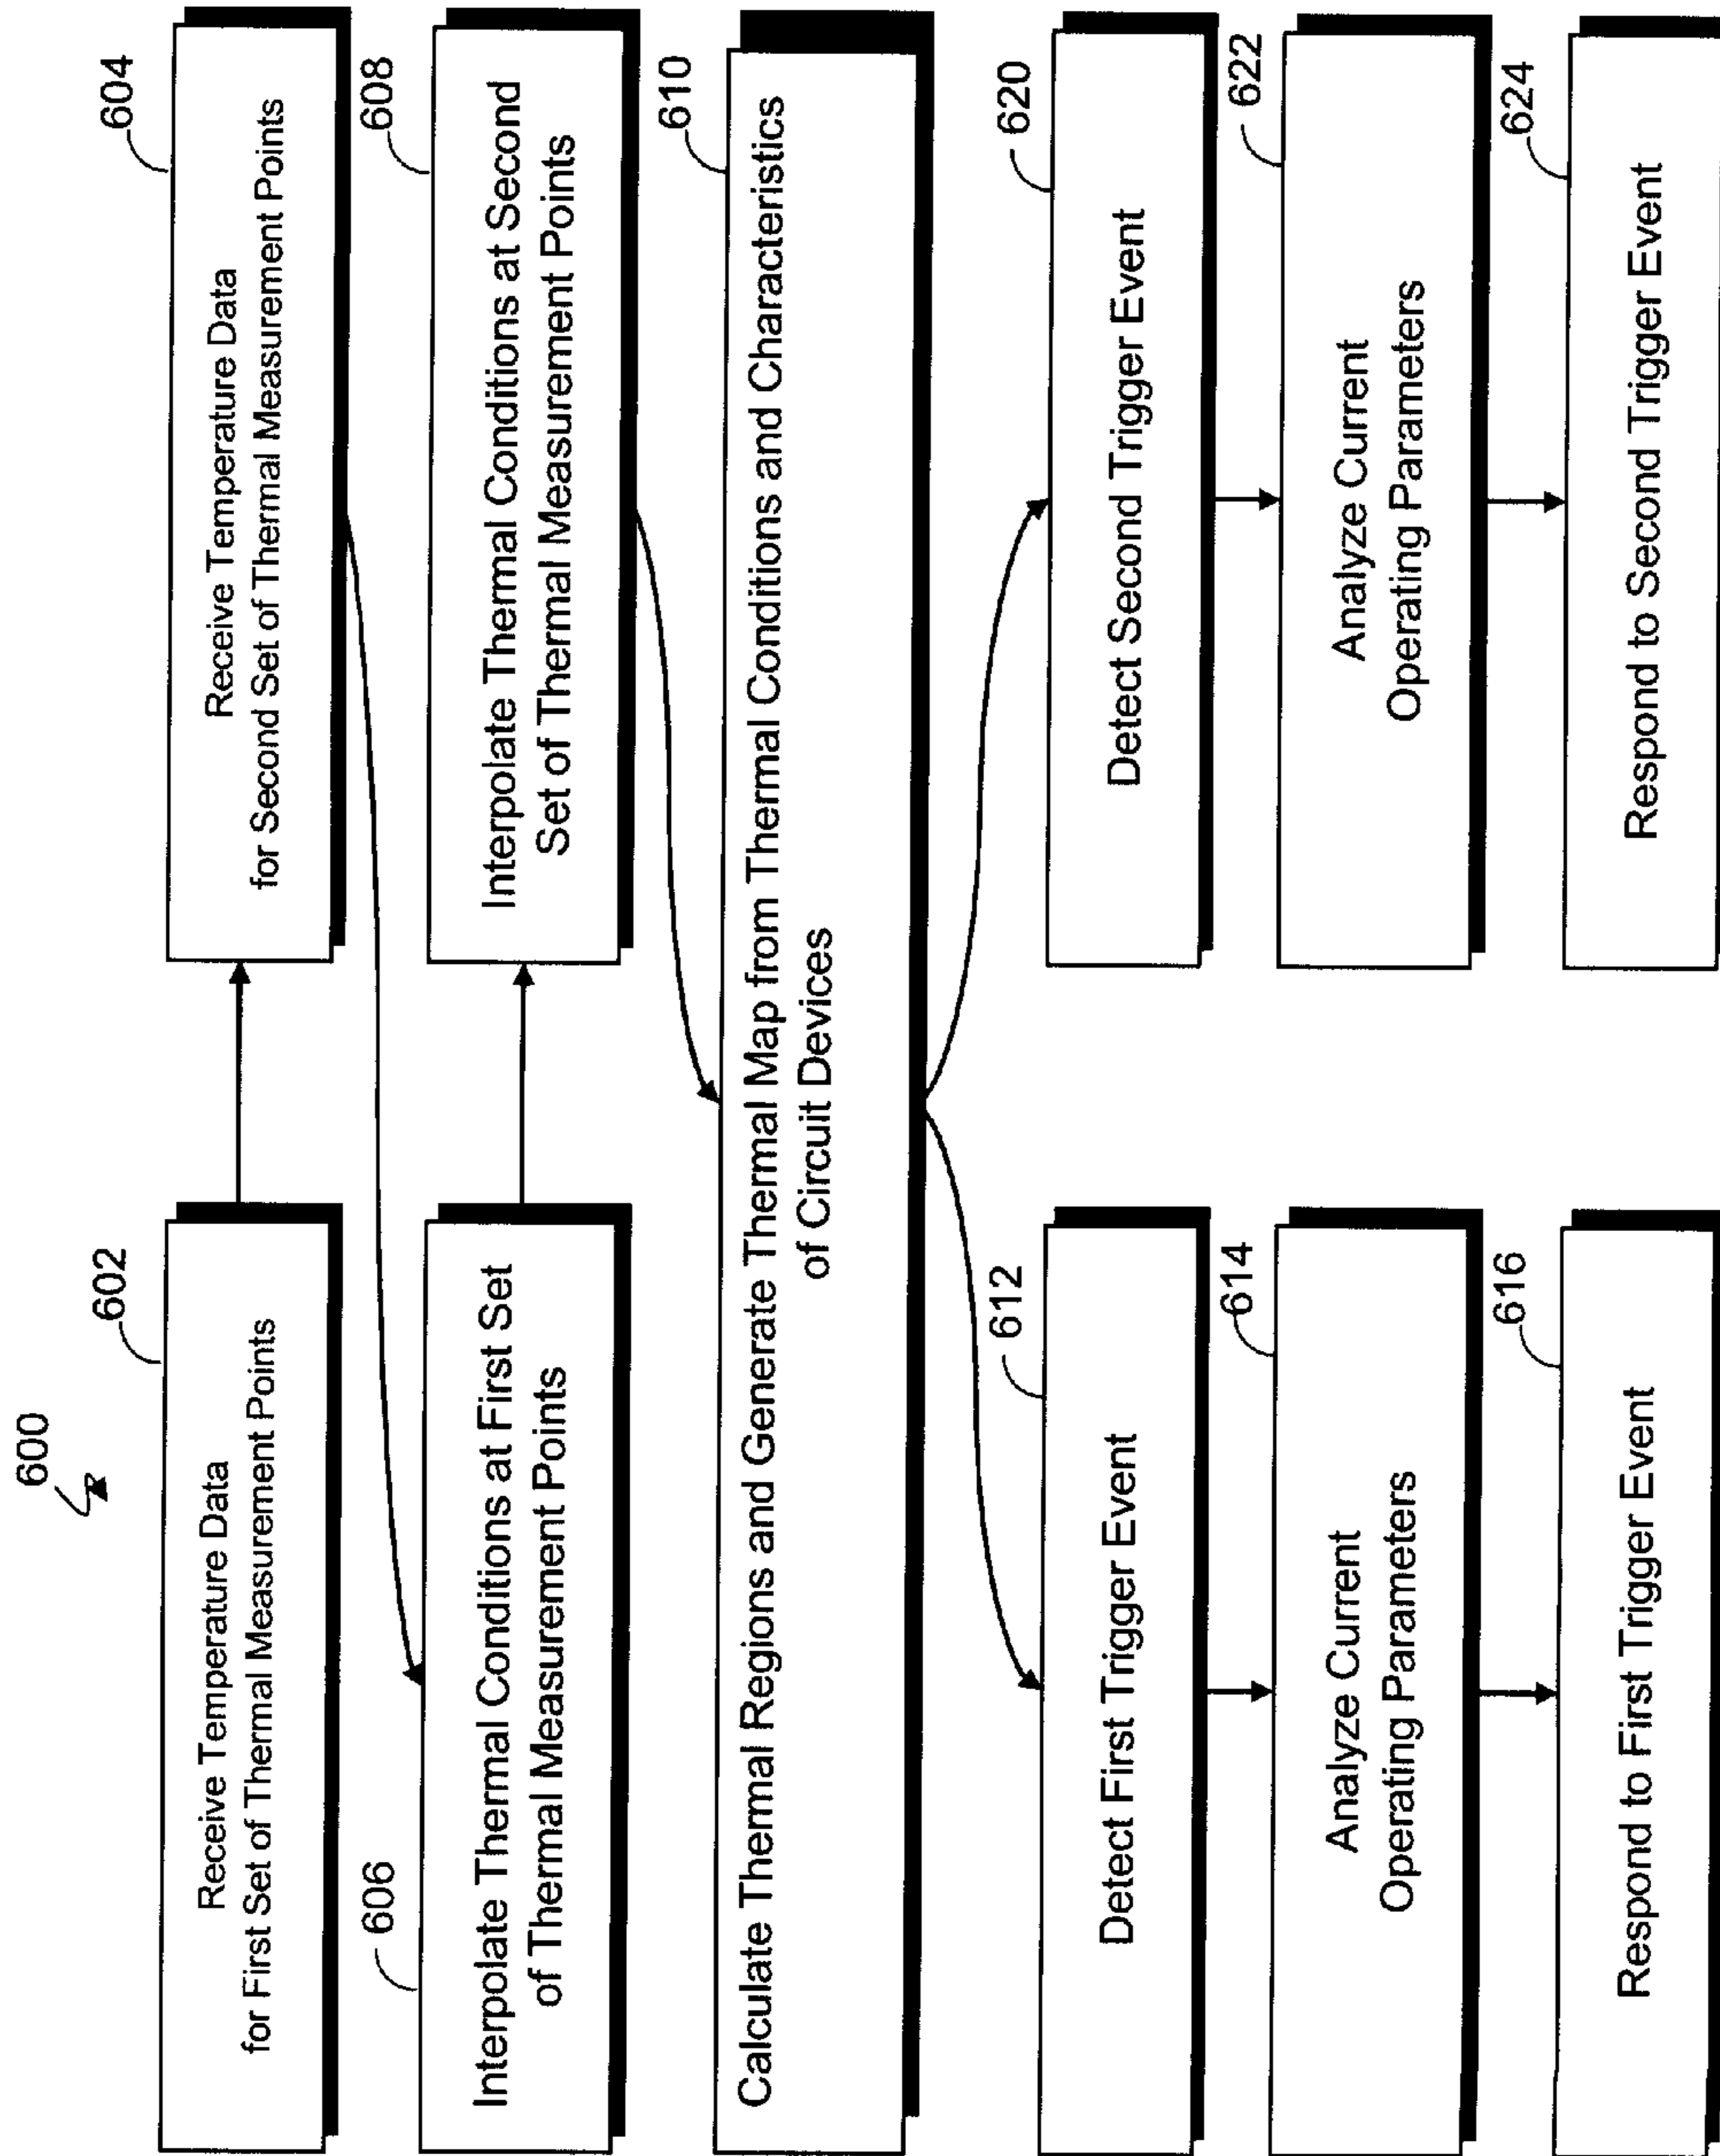 600
602
Receive Temperature Data
for First Set of Thermal Measurement Points
604
Receive Temperature Data
for Second Set of Thermal Measurement Points
606
Interpolate Thermal Conditions at First Set
of Thermal Measurement Points
608
Interpolate Thermal Conditions at Second
Set of Thermal Measurement Points
610
Calculate Thermal Regions and Generate Thermal Map from Thermal Conditions and Characteristics
of Circuit Devices
612
Detect First Trigger Event
614
Analyze Current
Operating Parameters
616
Respond to First Trigger Event
620
Detect Second Trigger Event
622
Analyze Current
Operating Parameters
624
Respond to Second Trigger Event